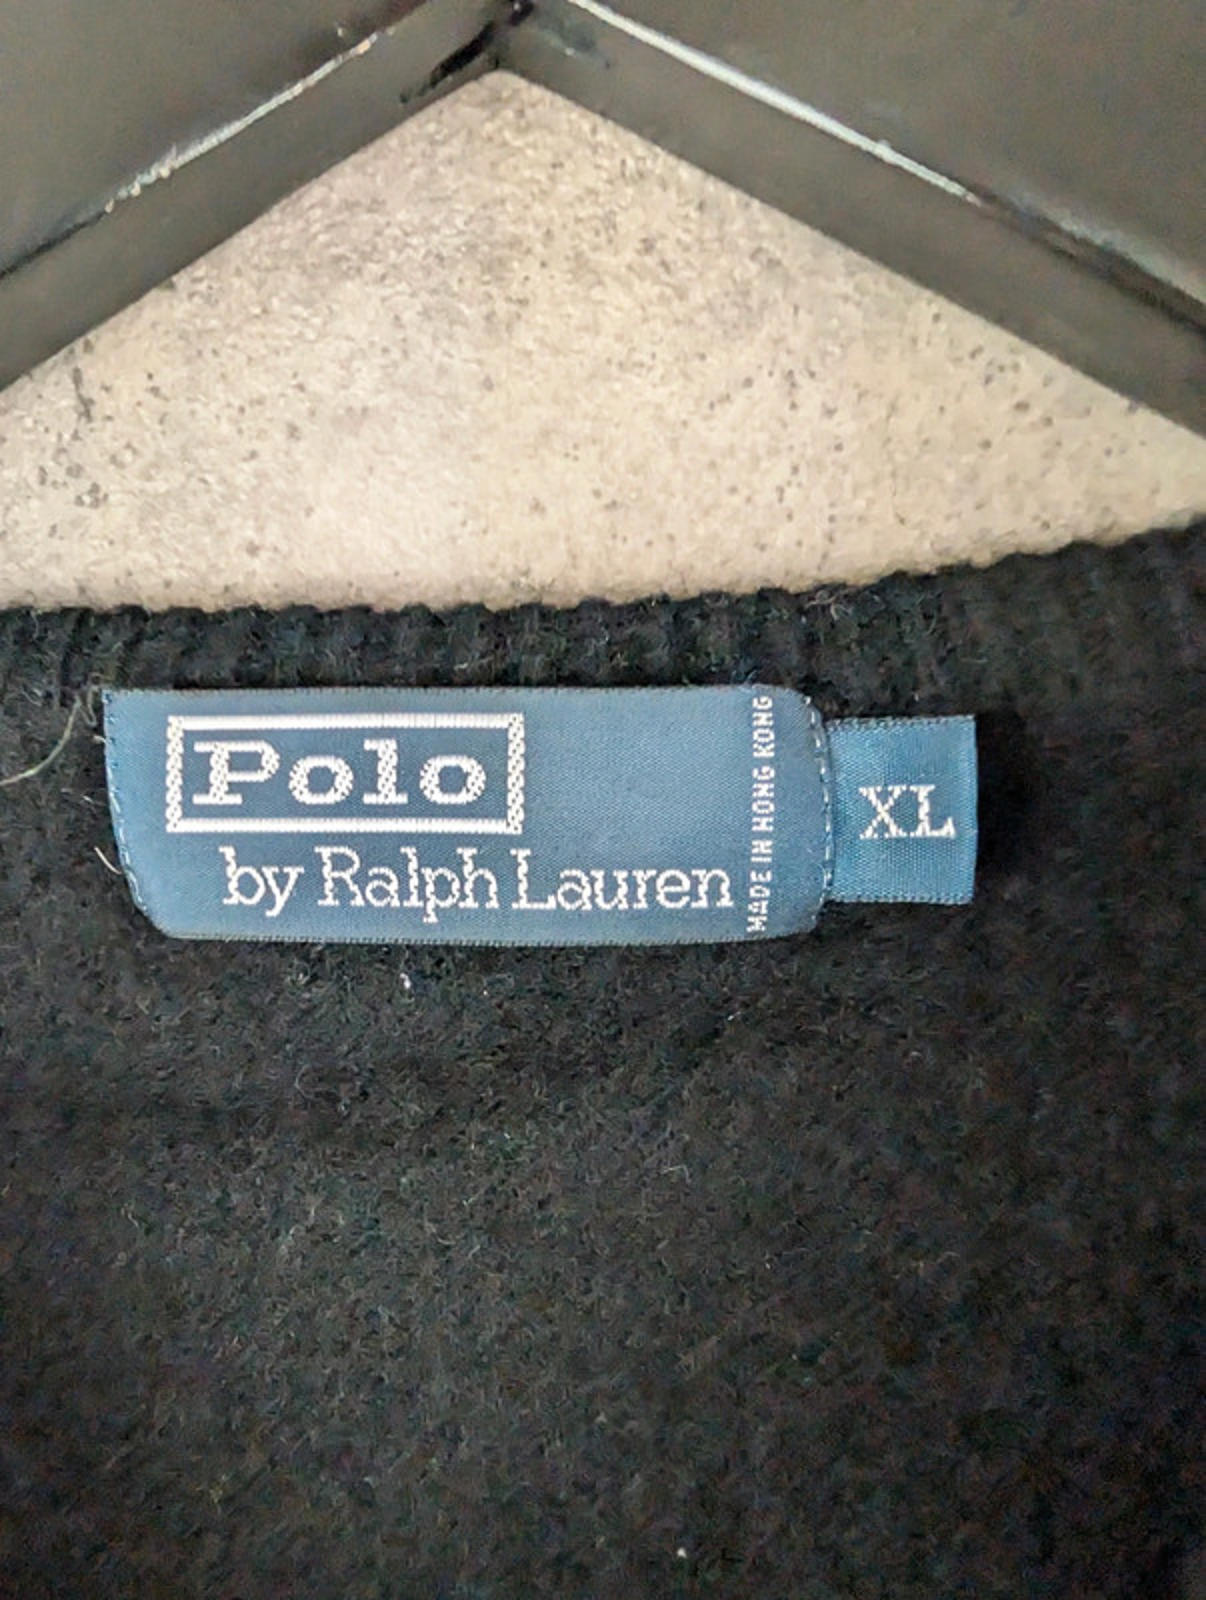 Polo
by Ralph Lauren
MADE IN HONG KONG
XL